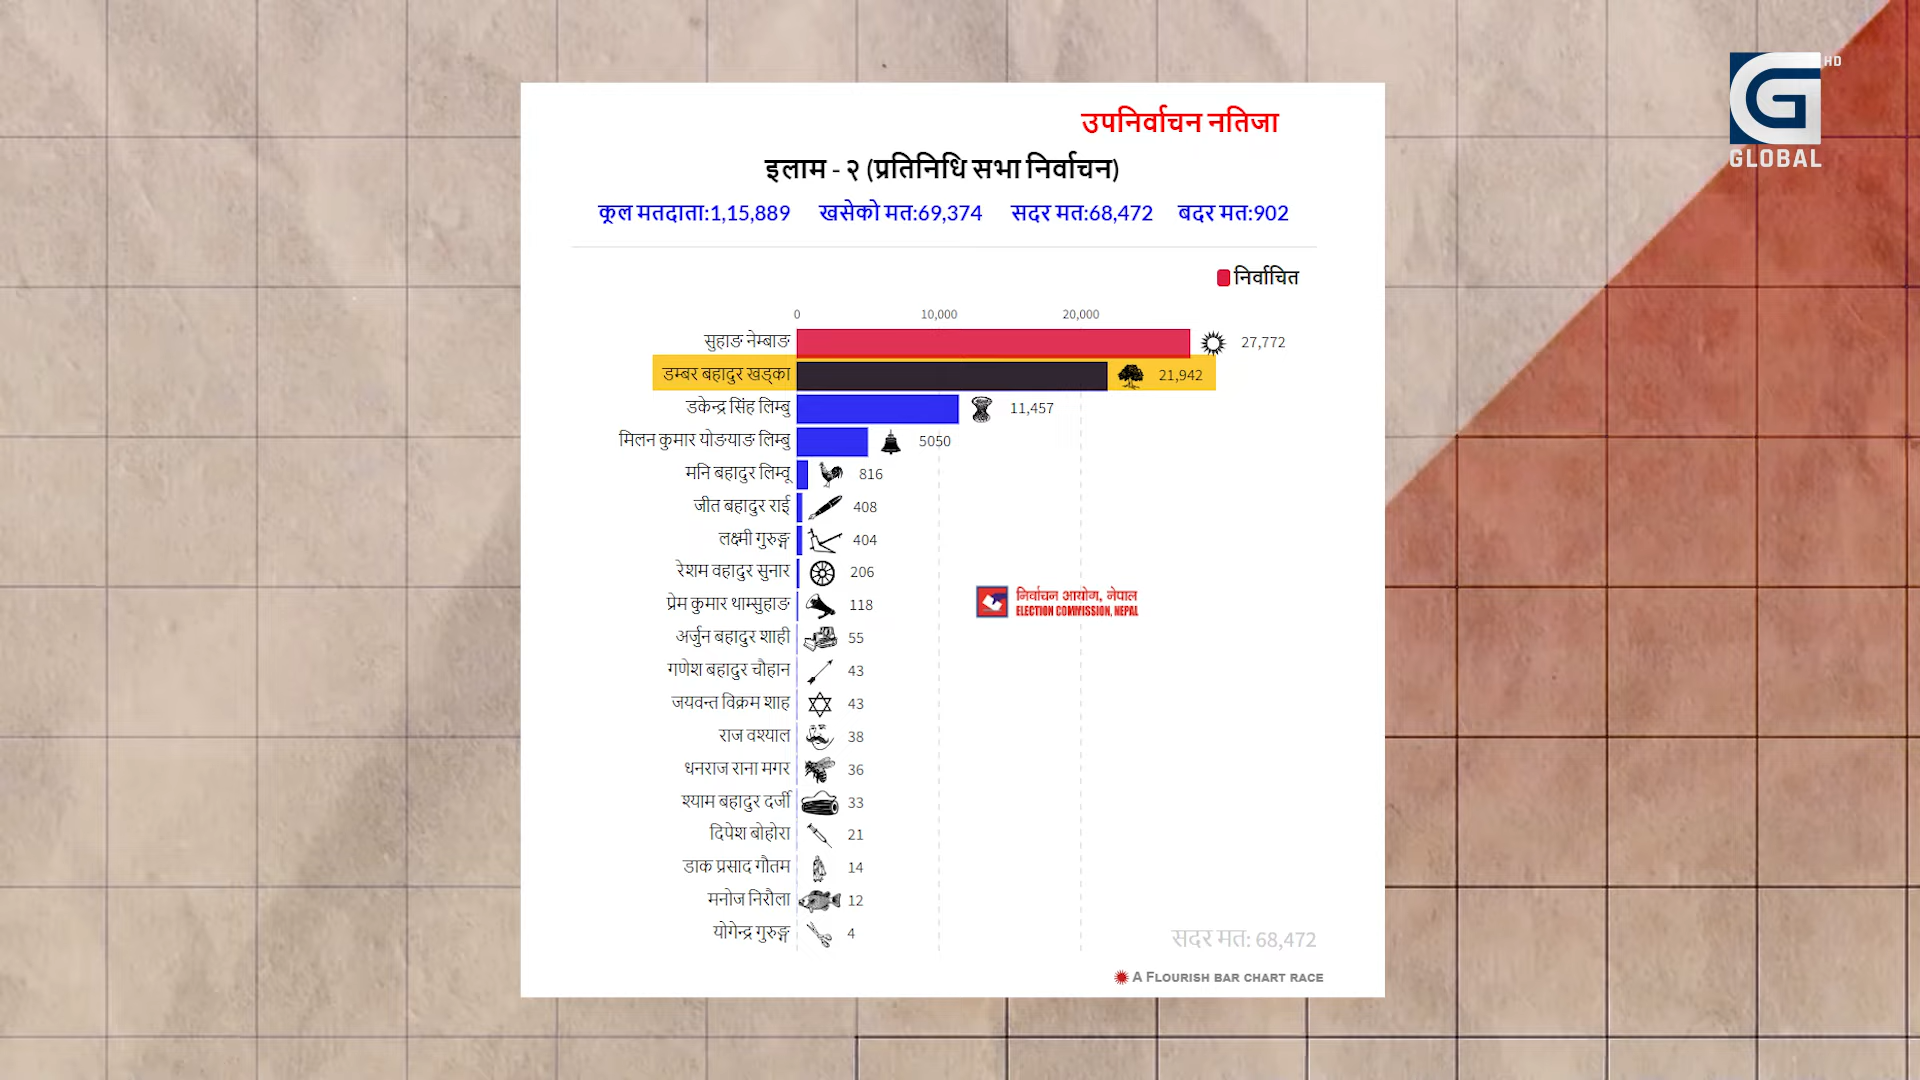 HD
GLOBAL
उपनिर्वाचन नतिजा
इलाम - २ (प्रतिनिधि सभा निर्वाचन)
कूल मतदाता:1,15,889 खसेको मत:69,374 सदर मत:68,472 बदर मत:902
निर्वाचित
0 10,000 20,000
सुहाङ नेम्बाङ 27,772
डम्बर बहादुर खड्का 21,942
डकेन्द्र सिंह लिम्बु 11,457
मिलन कुमार योङयाङ लिम्बु 5050
मनि बहादुर लिम्वू 816
जीत बहादुर राई 408
लक्ष्मी गुरुङ्ग 404
रेशम वहादुर सुनार 206
प्रेम कुमार थाम्सुहाङ 118
अर्जुन बहादुर शाही 55
गणेश बहादुर चौहान 43
जयवन्त विक्रम शाह 43
राज वश्याल 38
धनराज राना मगर 36
श्याम बहादुर दर्जी 33
दिपेश बोहोरा 21
डाक प्रसाद गौतम 14
मनोज निरौला 12
योगेन्द्र गुरुङ्ग 4
निर्वाचन आयोग, नेपाल
ELECTION COMMISSION, NEPAL
सदर मत: 68,472
A FLOURISH BAR CHART RACE